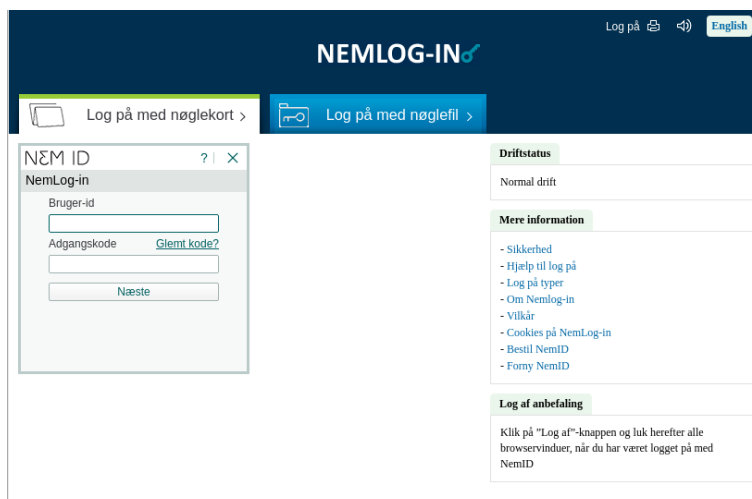 Log på
English
NEMLOG-IN
Log på med nøglekort >
Log på med nøglefil >
NEM ID
? | X
NemLog-in
Bruger-id
Adgangskode Glemt kode?
Næste
Driftstatus
Normal drift
Mere information
- Sikkerhed
- Hjælp til log på
- Log på typer
- Om Nemlog-in
- Vilkår
- Cookies på NemLog-in
- Bestil NemID
- Forny NemID
Log af anbefaling
Klik på "Log af"-knappen og luk herefter alle
browservinduer, når du har været logget på med
NemID